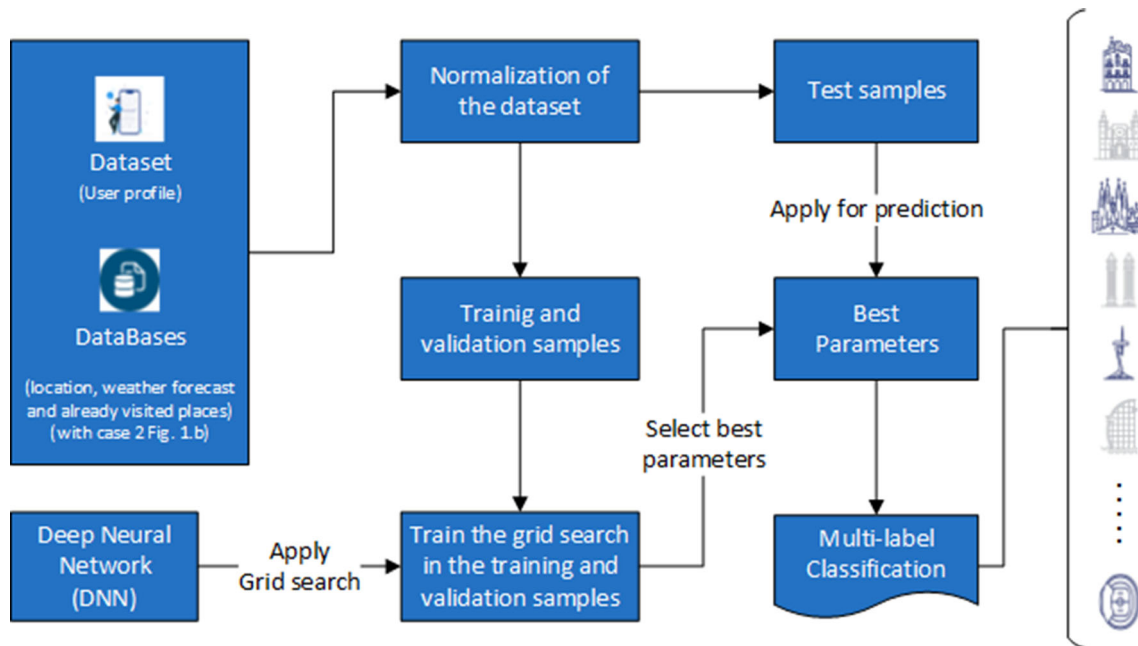 Dataset
(User profile)
DataBases
(location, weather forecast
and already visited places)
(with case 2 Fig. 1.b)
Normalization of
the dataset
Test samples
Apply for prediction
Trainig and
validation samples
Best
Parameters
Select best
parameters
Deep Neural
Network
(DNN)
Apply
Grid search
Train the grid search
in the training and
validation samples
Multi-label
Classification